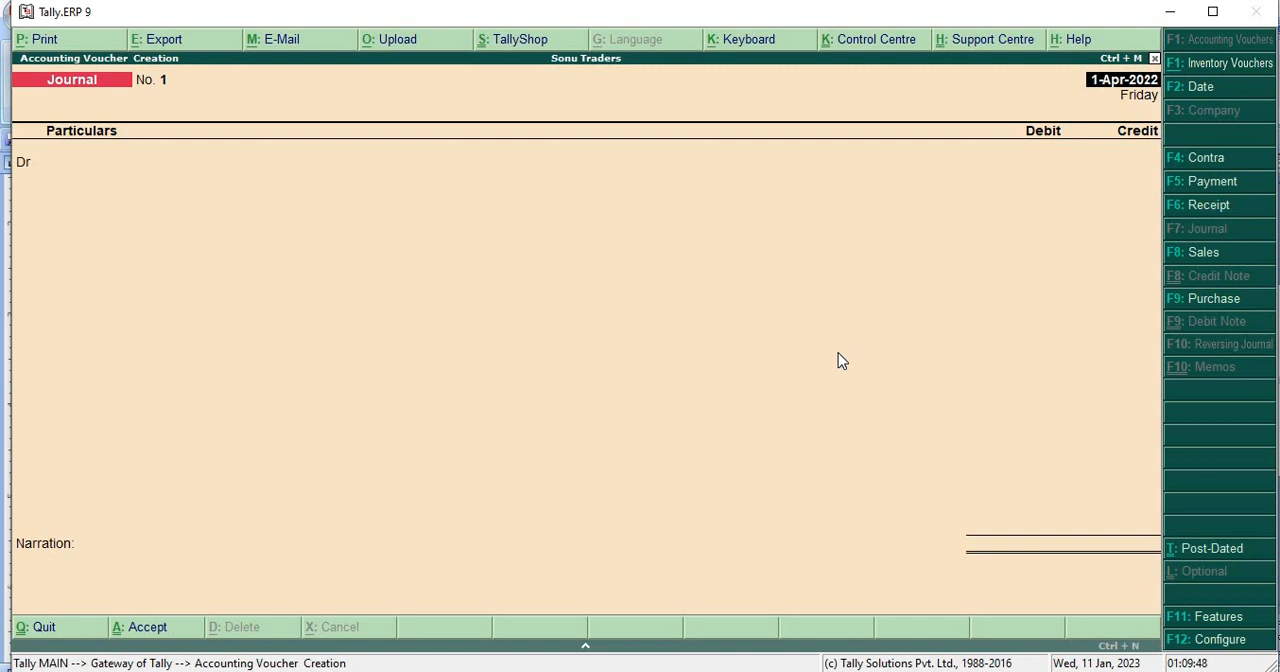 Tally.ERP 9
P: Print E: Export M: E-Mail O: Upload S: TallyShop G: Language K: Keyboard K: Control Centre H: Support Centre H: Help
Accounting Voucher Creation Sonu Traders Ctrl + M
Journal No. 1 1-Apr-2022
Friday
Particulars Debit Credit
Dr
Narration:
F1: Accounting Vouchers
F1: Inventory Vouchers
F2: Date
F3: Company
F4: Contra
F5: Payment
F6: Receipt
F7: Journal
F8: Sales
F8: Credit Note
F9: Purchase
F9: Debit Note
F10: Reversing Journal
F10: Memos
T: Post-Dated
L: Optional
F11: Features
F12: Configure
Q: Quit A: Accept D: Delete X: Cancel
Ctrl + N
Tally MAIN --> Gateway of Tally --> Accounting Voucher Creation (c) Tally Solutions Pvt. Ltd., 1988-2016 Wed, 11 Jan, 2023 01:09:48